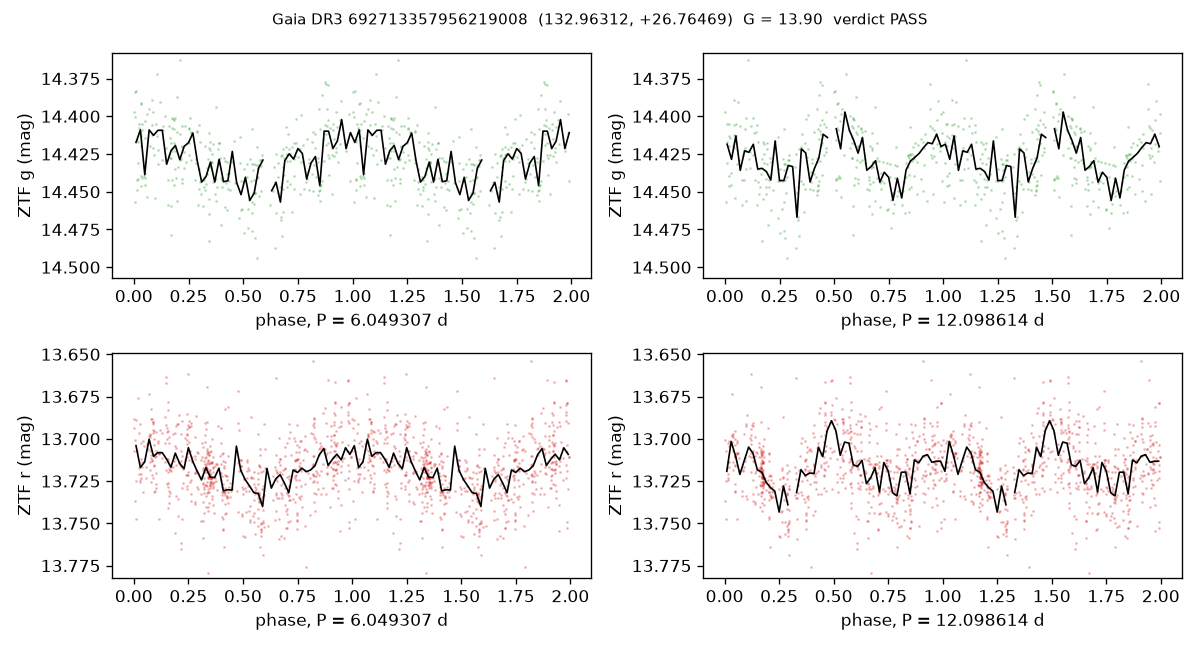 Gaia DR3 692713357956219008 (132.96312, +26.76469) G = 13.90 verdict PASS
ZTF g (mag)
14.375
14.400
14.425
14.450
14.475
14.500
0.00 0.25 0.50 0.75 1.00 1.25 1.50 1.75 2.00
phase, P = 6.049307 d
ZTF g (mag)
14.375
14.400
14.425
14.450
14.475
14.500
0.00 0.25 0.50 0.75 1.00 1.25 1.50 1.75 2.00
phase, P = 12.098614 d
ZTF r (mag)
13.650
13.675
13.700
13.725
13.750
13.775
0.00 0.25 0.50 0.75 1.00 1.25 1.50 1.75 2.00
phase, P = 6.049307 d
ZTF r (mag)
13.650
13.675
13.700
13.725
13.750
13.775
0.00 0.25 0.50 0.75 1.00 1.25 1.50 1.75 2.00
phase, P = 12.098614 d